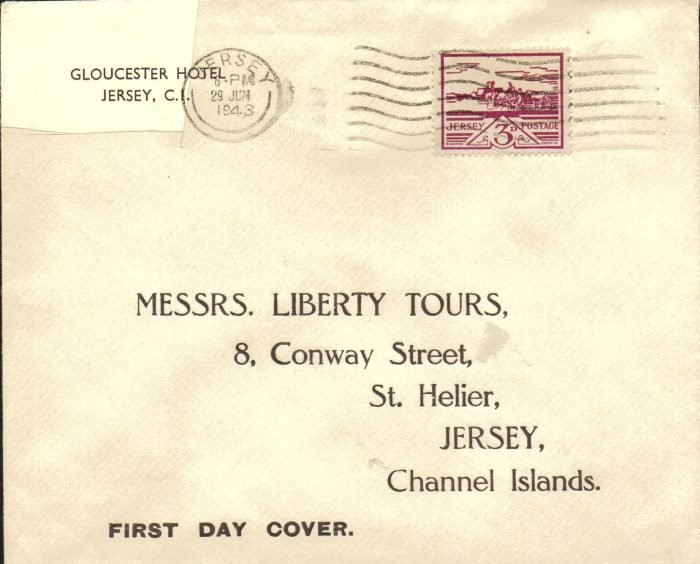 GLOUCESTER HOTEL
JERSEY, C.I.
JERSEY
6-PM
29 JUN
1943
JERSEY 3D POSTAGE
MESSRS. LIBERTY TOURS,
8, Conway Street,
St. Helier,
JERSEY,
Channel Islands.
FIRST DAY COVER.